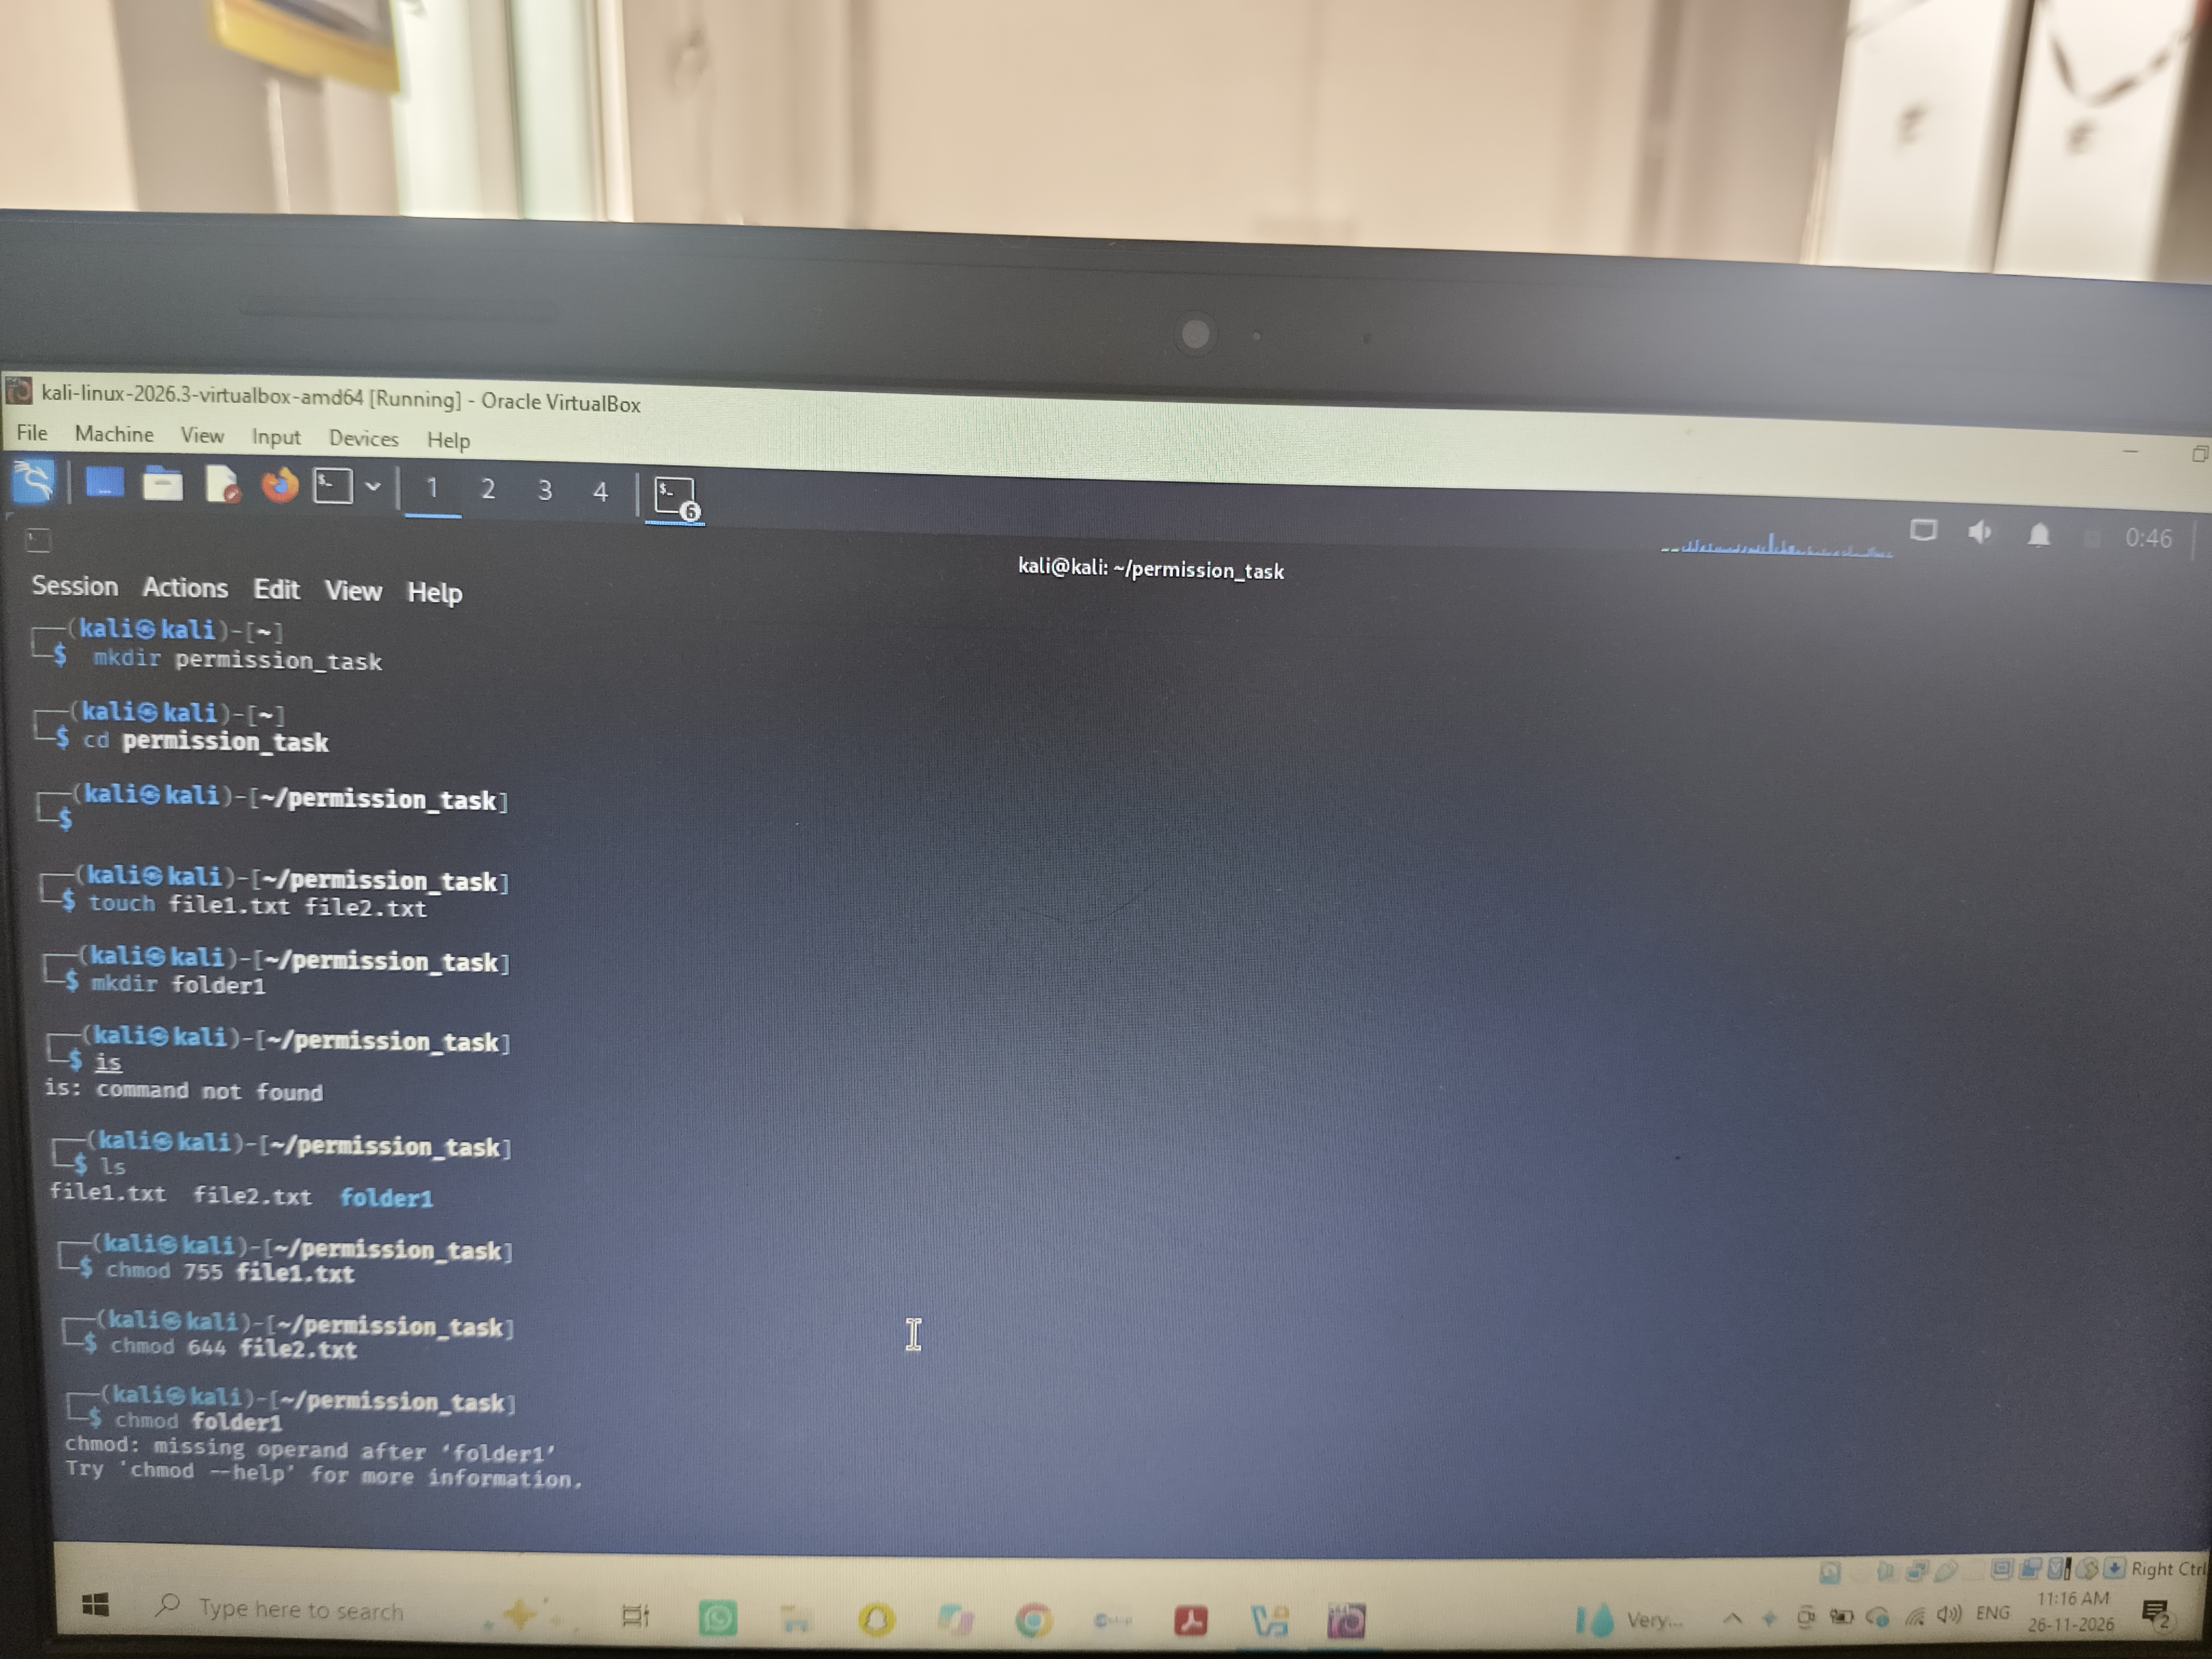 kali-linux-2026.3-virtualbox-amd64 [Running] - Oracle VirtualBox
File Machine View Input Devices Help
1 2 3 4 6
0:46
kali@kali: ~/permission_task
Session Actions Edit View Help
┌──(kali㉿kali)-[~]
└─$ mkdir permission_task
┌──(kali㉿kali)-[~]
└─$ cd permission_task
┌──(kali㉿kali)-[~/permission_task]
└─$
┌──(kali㉿kali)-[~/permission_task]
└─$ touch file1.txt file2.txt
┌──(kali㉿kali)-[~/permission_task]
└─$ mkdir folder1
┌──(kali㉿kali)-[~/permission_task]
└─$ is
is: command not found
┌──(kali㉿kali)-[~/permission_task]
└─$ ls
file1.txt file2.txt folder1
┌──(kali㉿kali)-[~/permission_task]
└─$ chmod 755 file1.txt
┌──(kali㉿kali)-[~/permission_task]
└─$ chmod 644 file2.txt
┌──(kali㉿kali)-[~/permission_task]
└─$ chmod folder1
chmod: missing operand after ‘folder1’
Try 'chmod --help' for more information.
Right Ctrl
Type here to search
Very...
ENG
11:16 AM
26-11-2026
2